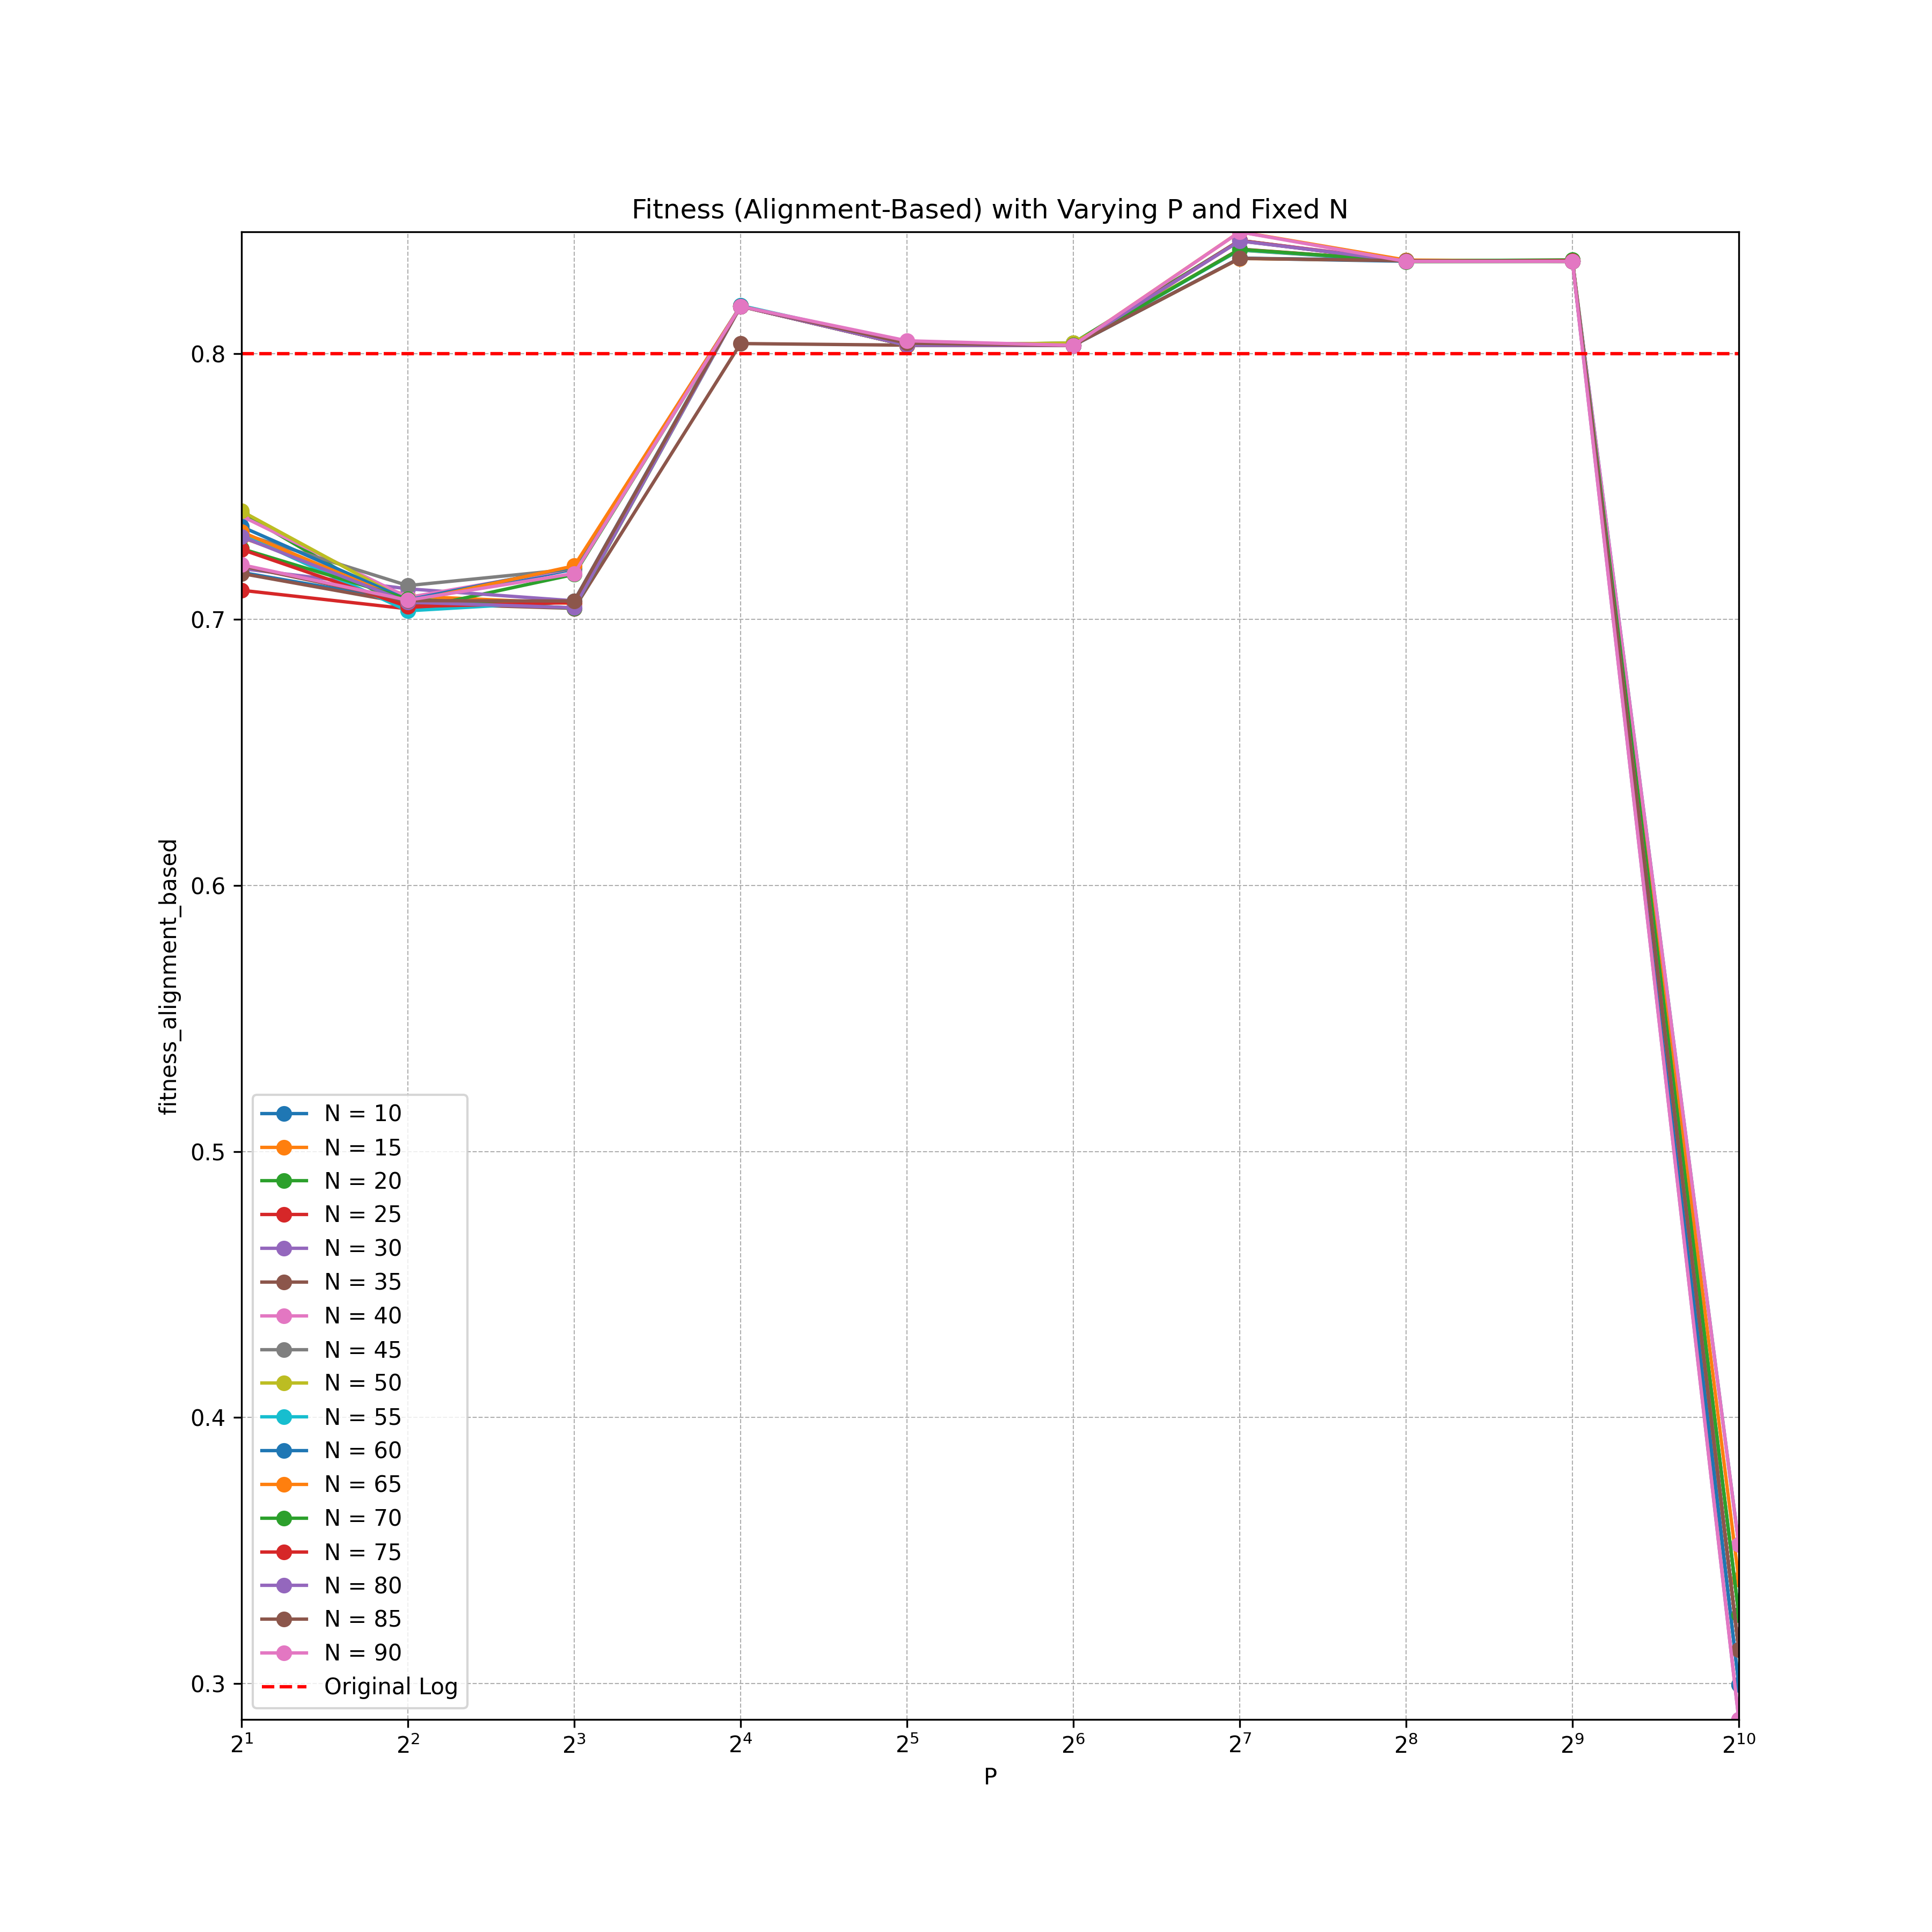 Fitness (Alignment-Based) with Varying P and Fixed N
fitness_alignment_based
0.8
0.7
0.6
0.5
0.4
0.3
N = 10
N = 15
N = 20
N = 25
N = 30
N = 35
N = 40
N = 45
N = 50
N = 55
N = 60
N = 65
N = 70
N = 75
N = 80
N = 85
N = 90
Original Log
2¹ 2² 2³ 2⁴ 2⁵ 2⁶ 2⁷ 2⁸ 2⁹ 2¹⁰
P